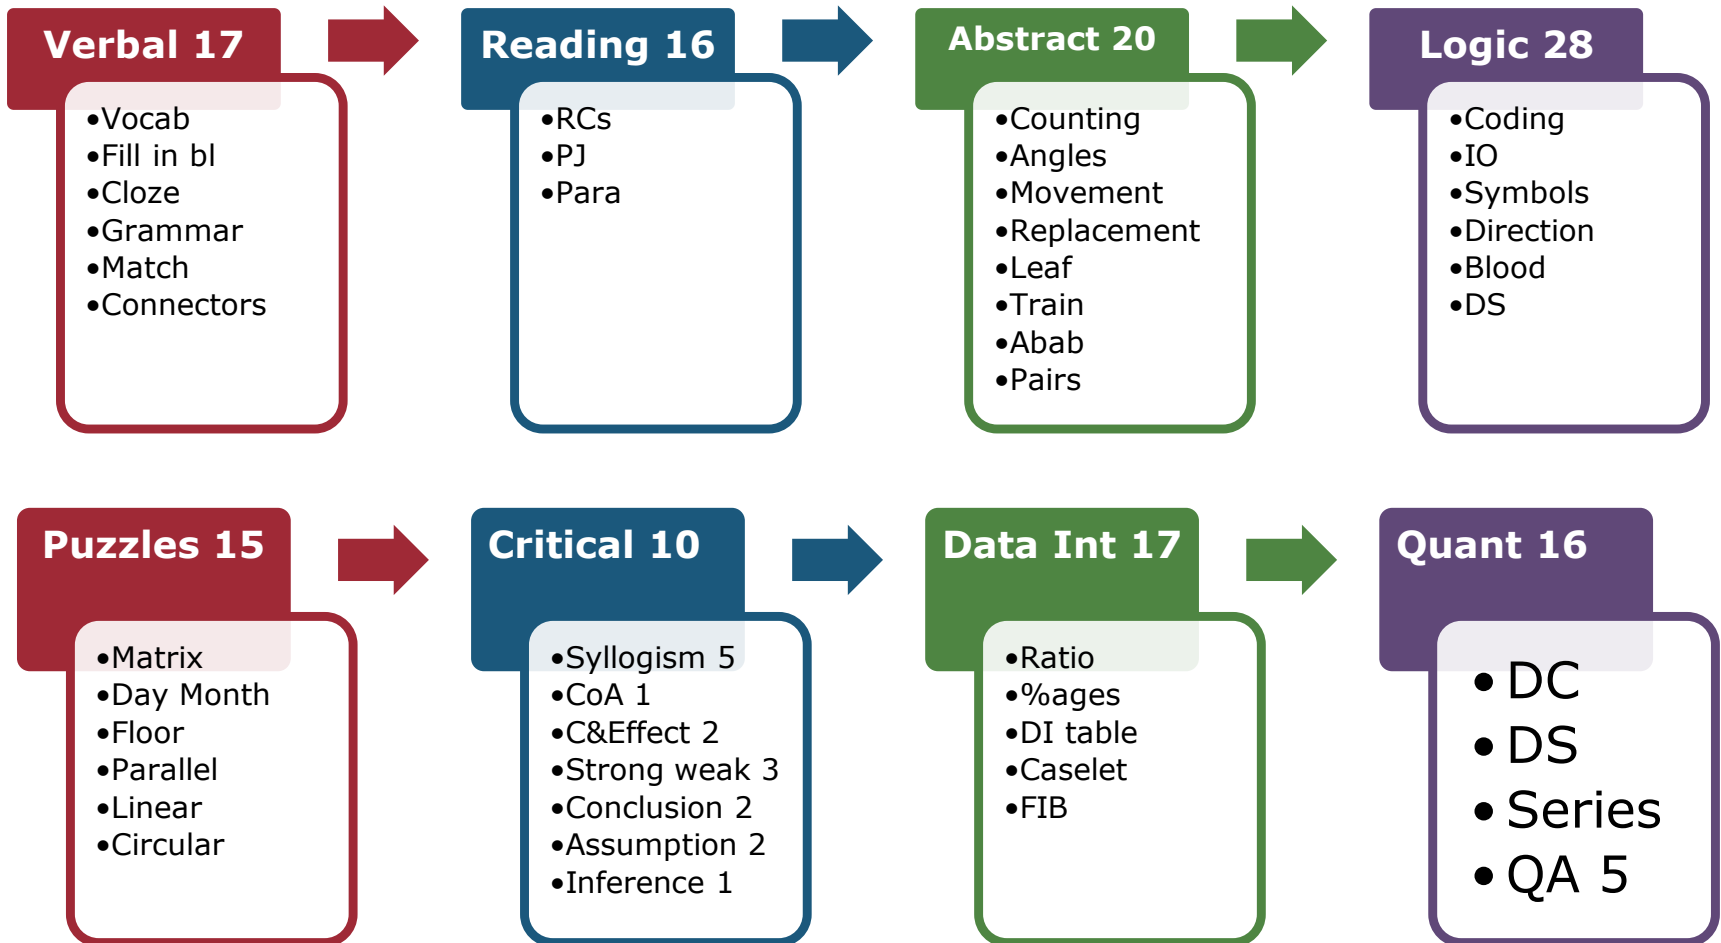 Verbal 17
•Vocab
•Fill in bl
•Cloze
•Grammar
•Match
•Connectors
Reading 16
•RCs
•PJ
•Para
Abstract 20
•Counting
•Angles
•Movement
•Replacement
•Leaf
•Train
•Abab
•Pairs
Logic 28
•Coding
•IO
•Symbols
•Direction
•Blood
•DS
Puzzles 15
•Matrix
•Day Month
•Floor
•Parallel
•Linear
•Circular
Critical 10
•Syllogism 5
•CoA 1
•C&Effect 2
•Strong weak 3
•Conclusion 2
•Assumption 2
•Inference 1
Data Int 17
•Ratio
•%ages
•DI table
•Caselet
•FIB
Quant 16
• DC
• DS
• Series
• QA 5